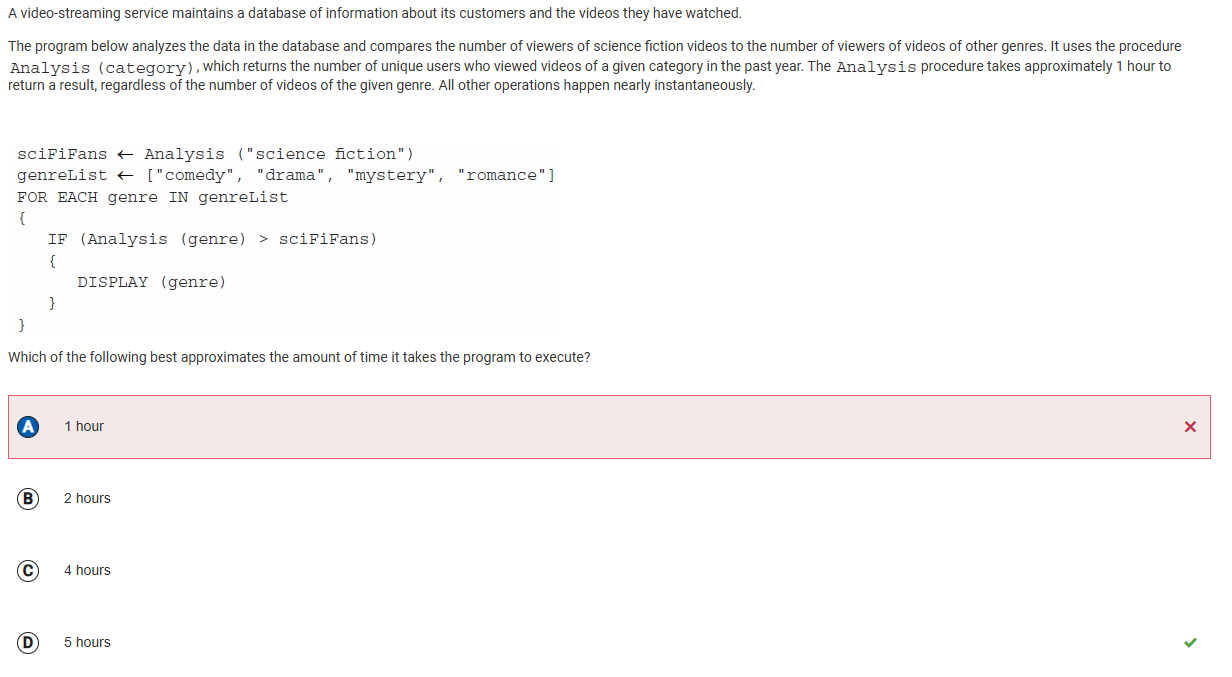 A video-streaming service maintains a database of information about its customers and the videos they have watched.
The program below analyzes the data in the database and compares the number of viewers of science fiction videos to the number of viewers of videos of other genres. It uses the procedure
Analysis (category), which returns the number of unique users who viewed videos of a given category in the past year. The Analysis procedure takes approximately 1 hour to
return a result, regardless of the number of videos of the given genre. All other operations happen nearly instantaneously.
sciFiFans ← Analysis ("science fiction")
genreList ← ["comedy", "drama", "mystery", "romance"]
FOR EACH genre IN genreList
{
IF (Analysis (genre) > sciFiFans)
{
DISPLAY (genre)
}
}
Which of the following best approximates the amount of time it takes the program to execute?
A 1 hour
B 2 hours
C 4 hours
D 5 hours